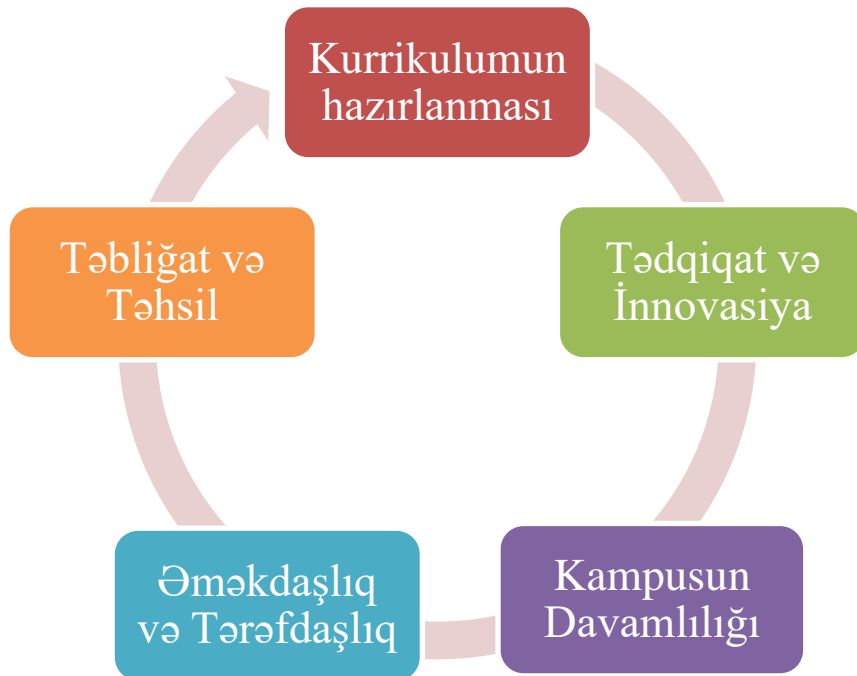 Kurrikulumun
hazırlanması
Tədqiqat və
İnnovasiya
Kampusun
Davamlılığı
Əməkdaşlıq
və Tərəfdaşlıq
Təbliğat və
Təhsil